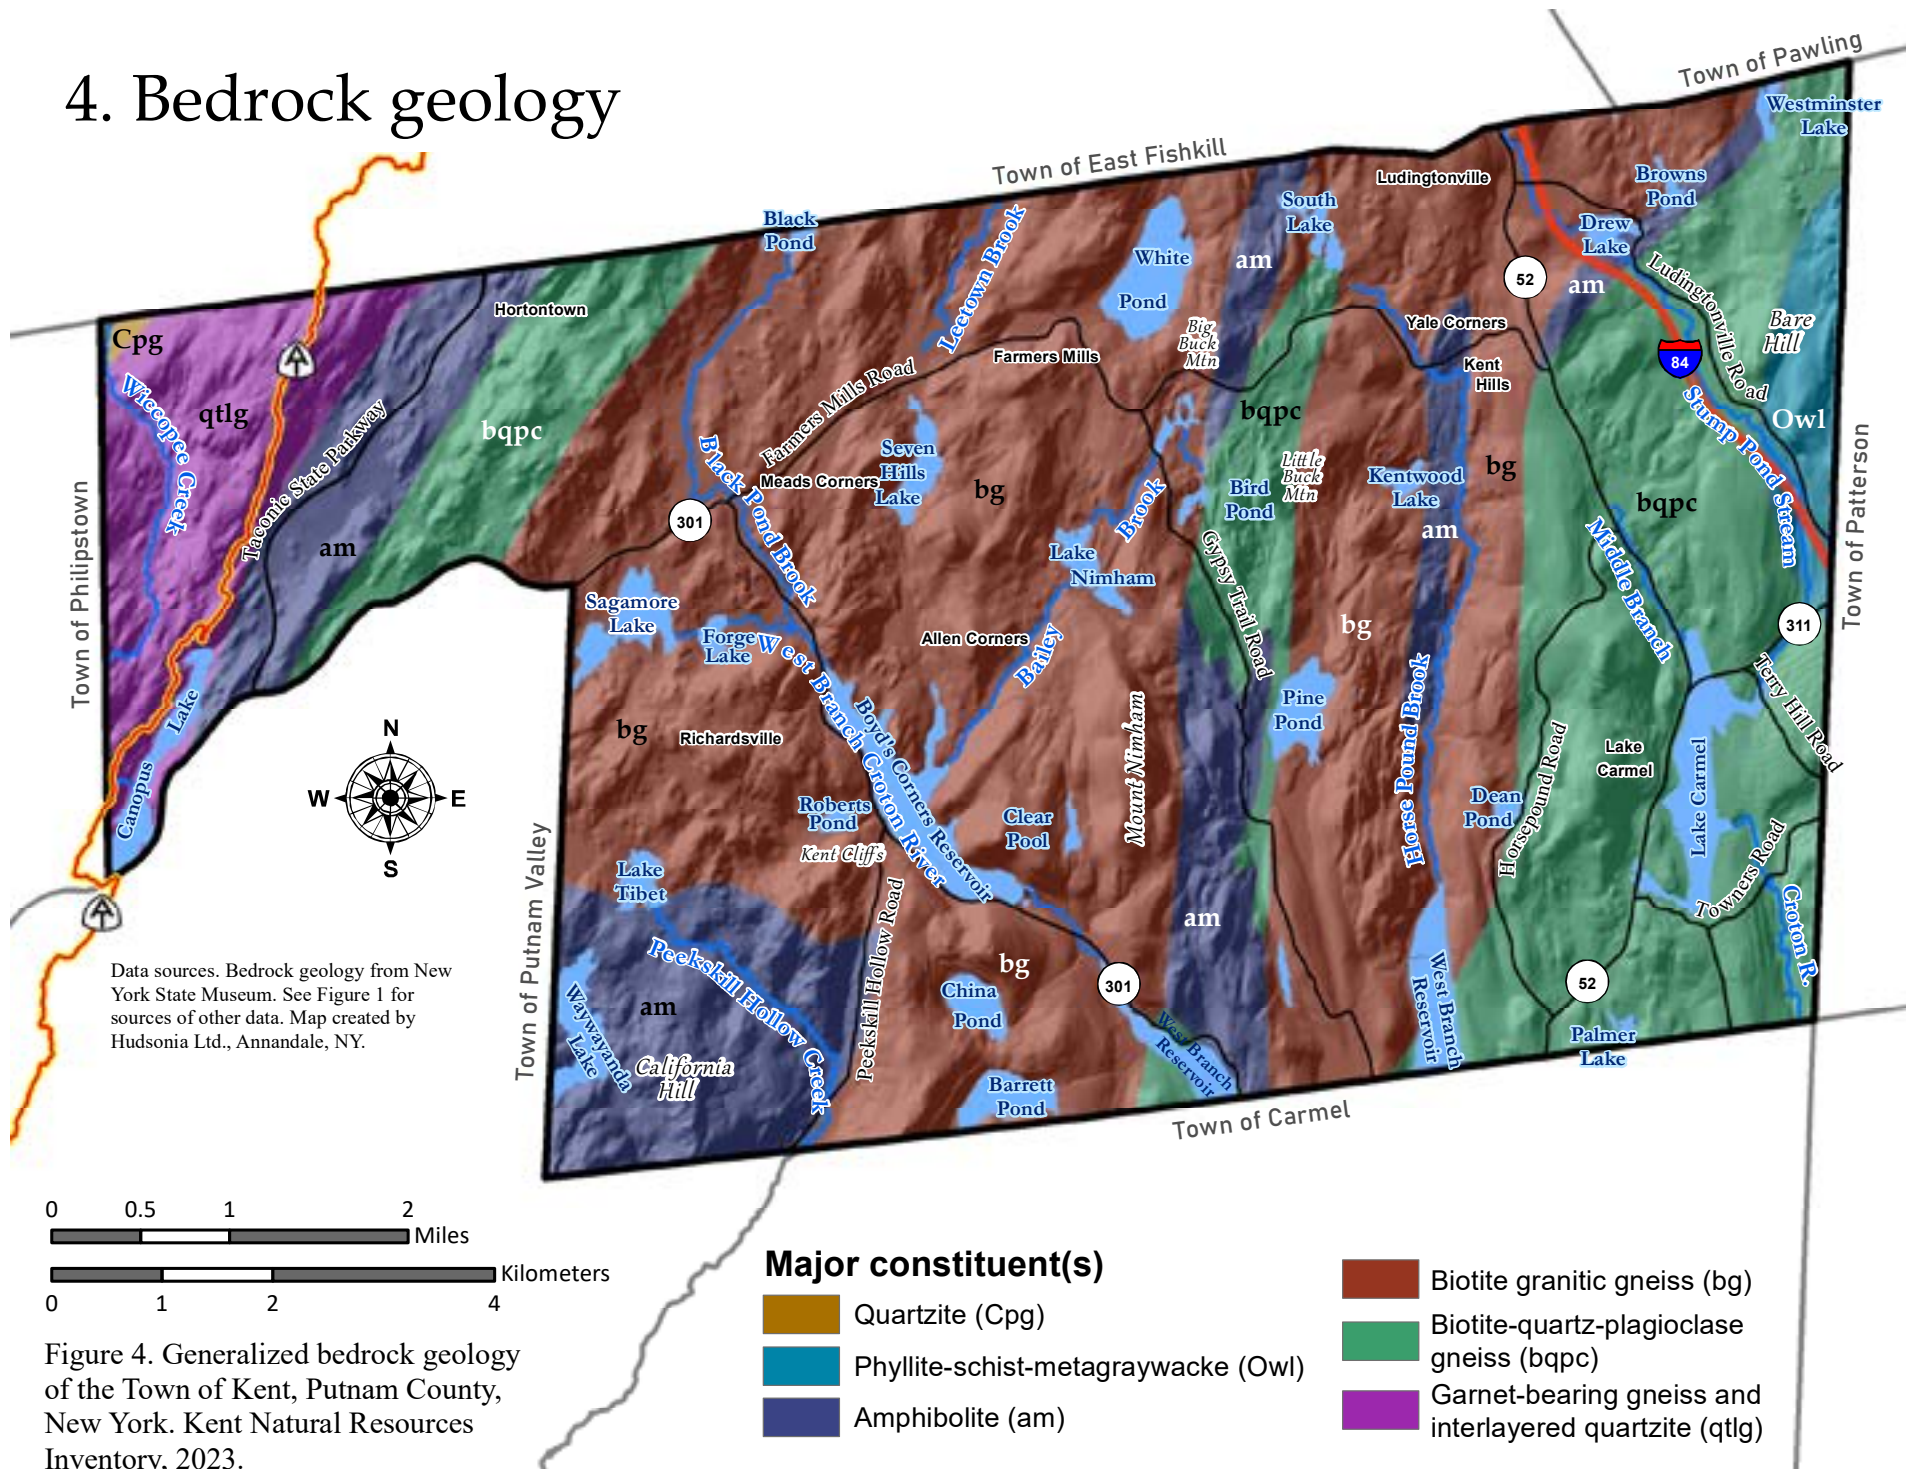 4. Bedrock geology
Town of Pawling
Town of East Fishkill
Westminster
Lake
Browns
Pond
Ludingtonville
Drew
Lake
South
Lake
Black
Pond
Leetown Brook
White
Pond
am
52
am
Ludingtonville Road
Bare
Hill
Hortontown
Cpg
Wiccopee Creek
qtlg
Taconic State Parkway
bqpc
am
Farmers Mills Road
Farmers Mills
Big
Buck
Mtn
Yale Corners
Kent
Hills
84
Owl
Stump Pond Stream
bqpc
Seven
Hills
Lake
Meads Corners
Black Pond Brook
301
bg
Bird
Pond
Little
Buck
Mtn
Kentwood
Lake
am
bg
bqpc
Town of Philipstown
Town of Patterson
Lake
Nimham
Bailey
Brook
Gypsy Trail Road
Middle Branch
311
Terry Hill Road
Sagamore
Lake
Forge
Lake
West Branch Croton River
Allen Corners
bg
bg
Richardsville
Boyd's Corners Reservoir
Mount Nimham
Pine
Pond
Horse Pound Brook
Horsepound Road
Lake
Carmel
Lake Carmel
Canopus
Lake
N
W
E
S
Roberts
Pond
Kent Cliffs
Clear
Pool
Dean
Pond
Towners Road
Croton R.
Lake
Tibet
Town of Putnam Valley
Peekskill Hollow Creek
Peekskill Hollow Road
am
bg
China
Pond
301
am
West Branch
Reservoir
West Branch
Reservoir
52
Palmer
Lake
Waywayanda
Lake
California
Hill
Barrett
Pond
Town of Carmel
Data sources. Bedrock geology from New
York State Museum. See Figure 1 for
sources of other data. Map created by
Hudsonia Ltd., Annandale, NY.
0 0.5 1 2
Miles
Kilometers
0 1 2 4
Figure 4. Generalized bedrock geology
of the Town of Kent, Putnam County,
New York. Kent Natural Resources
Inventory, 2023.
Major constituent(s)
Quartzite (Cpg)
Phyllite-schist-metagraywacke (Owl)
Amphibolite (am)
Biotite granitic gneiss (bg)
Biotite-quartz-plagioclase
gneiss (bqpc)
Garnet-bearing gneiss and
interlayered quartzite (qtlg)